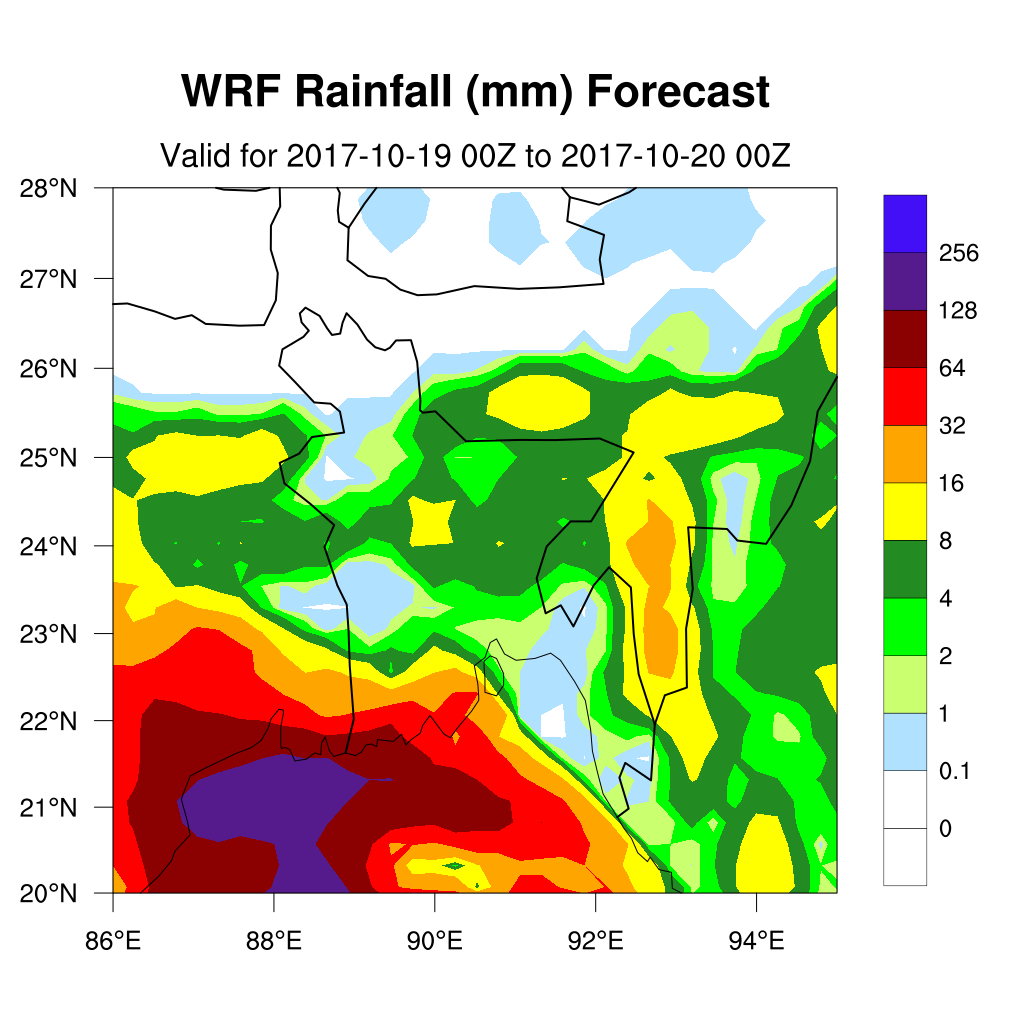 WRF Rainfall (mm) Forecast
Valid for 2017-10-19 00Z to 2017-10-20 00Z
28°N
27°N
26°N
25°N
24°N
23°N
22°N
21°N
20°N
86°E 88°E 90°E 92°E 94°E
256
128
64
32
16
8
4
2
1
0.1
0